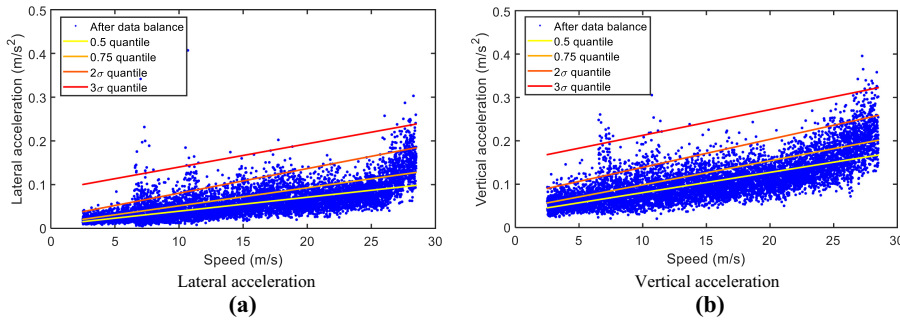 0.5
0.4
0.3
0.2
0.1
0
Lateral acceleration (m/s²)
After data balance
0.5 quantile
0.75 quantile
2σ quantile
3σ quantile
0 5 10 15 20 25 30
Speed (m/s)
Lateral acceleration
(a)
0.5
0.4
0.3
0.2
0.1
0
Vertical acceleration (m/s²)
After data balance
0.5 quantile
0.75 quantile
2σ quantile
3σ quantile
0 5 10 15 20 25 30
Speed (m/s)
Vertical acceleration
(b)